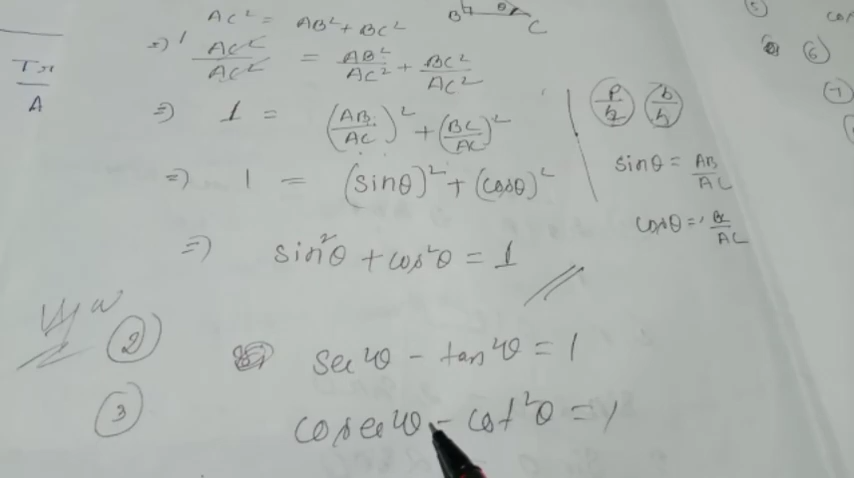 AC² = AB² + BC²
B C
⇒ AC²/AC² = AB²/AC² + BC²/AC²
A
⇒ 1 = (AB/AC)² + (BC/AC)²
p/h b/h
⇒ 1 = (sinθ)² + (cosθ)²
sinθ = AB/AC
cosθ = BC/AC
⇒ sin²θ + cos²θ = 1
(2) sec²θ - tan²θ = 1
(3) cosec²θ - cot²θ = 1
5
cos
6
7